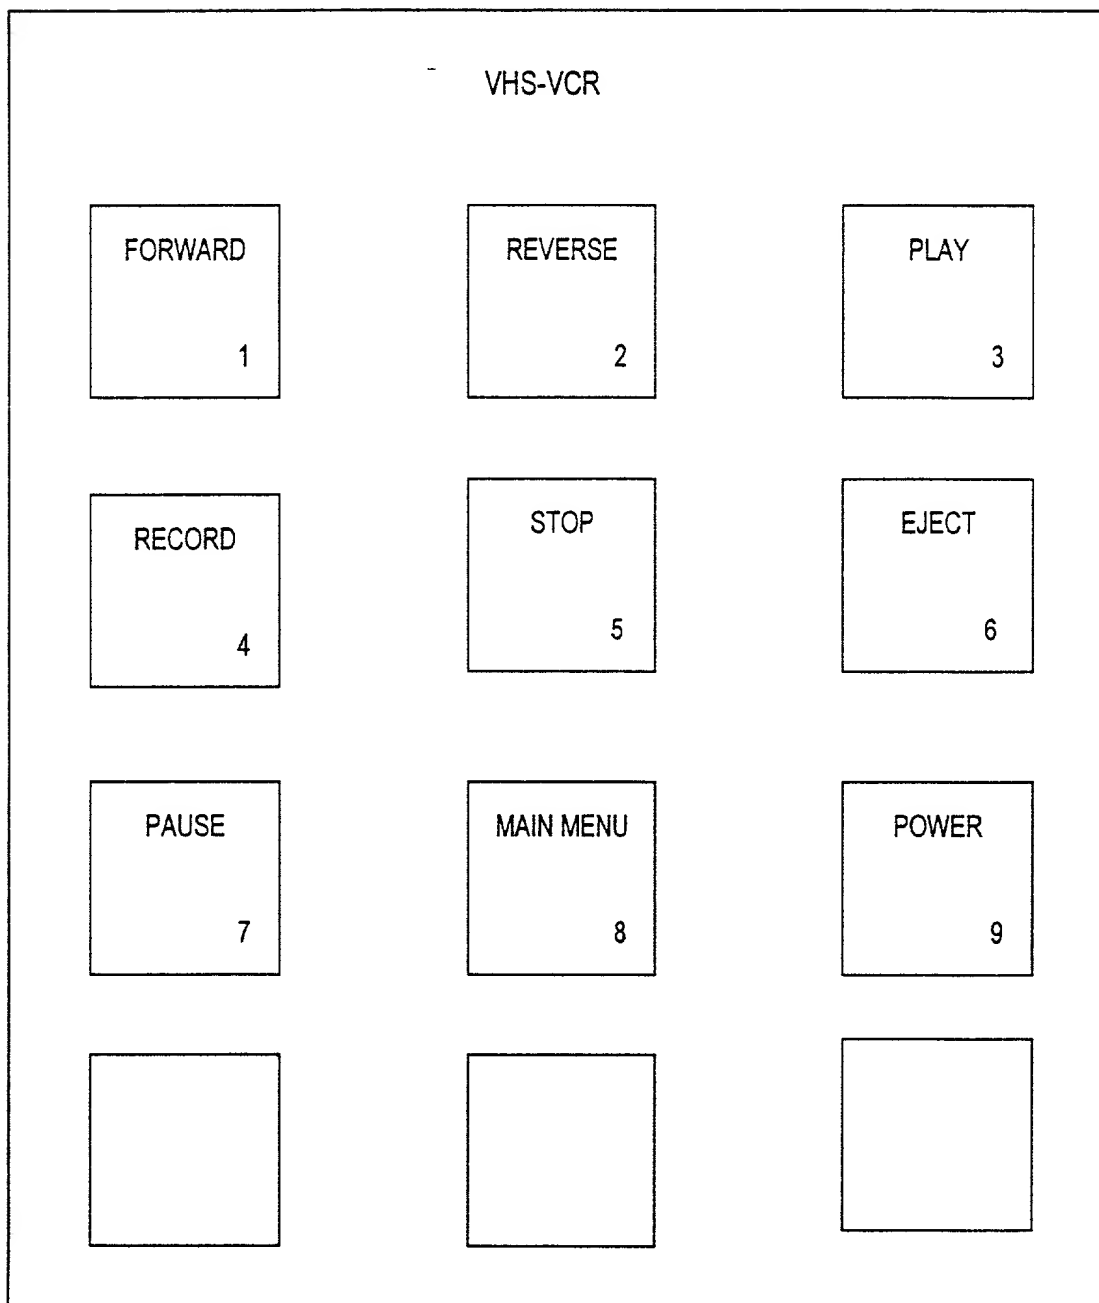 VHS-VCR
FORWARD
1
REVERSE
2
PLAY
3
RECORD
4
STOP
5
EJECT
6
PAUSE
7
MAIN MENU
8
POWER
9